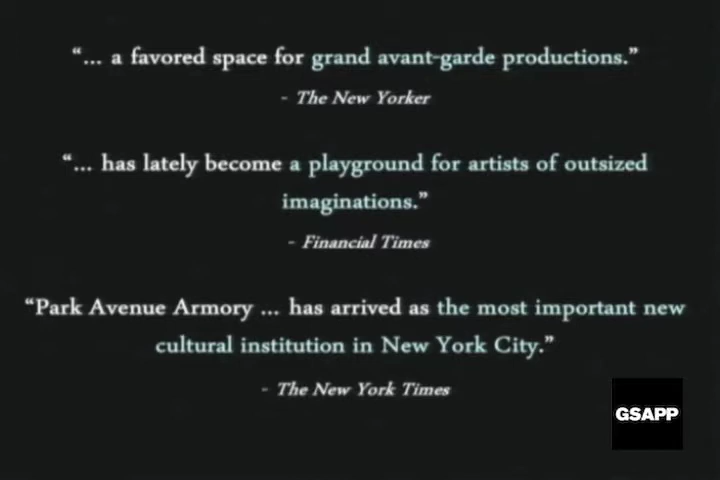 “... a favored space for grand avant-garde productions.”
- The New Yorker
“... has lately become a playground for artists of outsized
imaginations.”
- Financial Times
“Park Avenue Armory ... has arrived as the most important new
cultural institution in New York City.”
- The New York Times
GSAPP